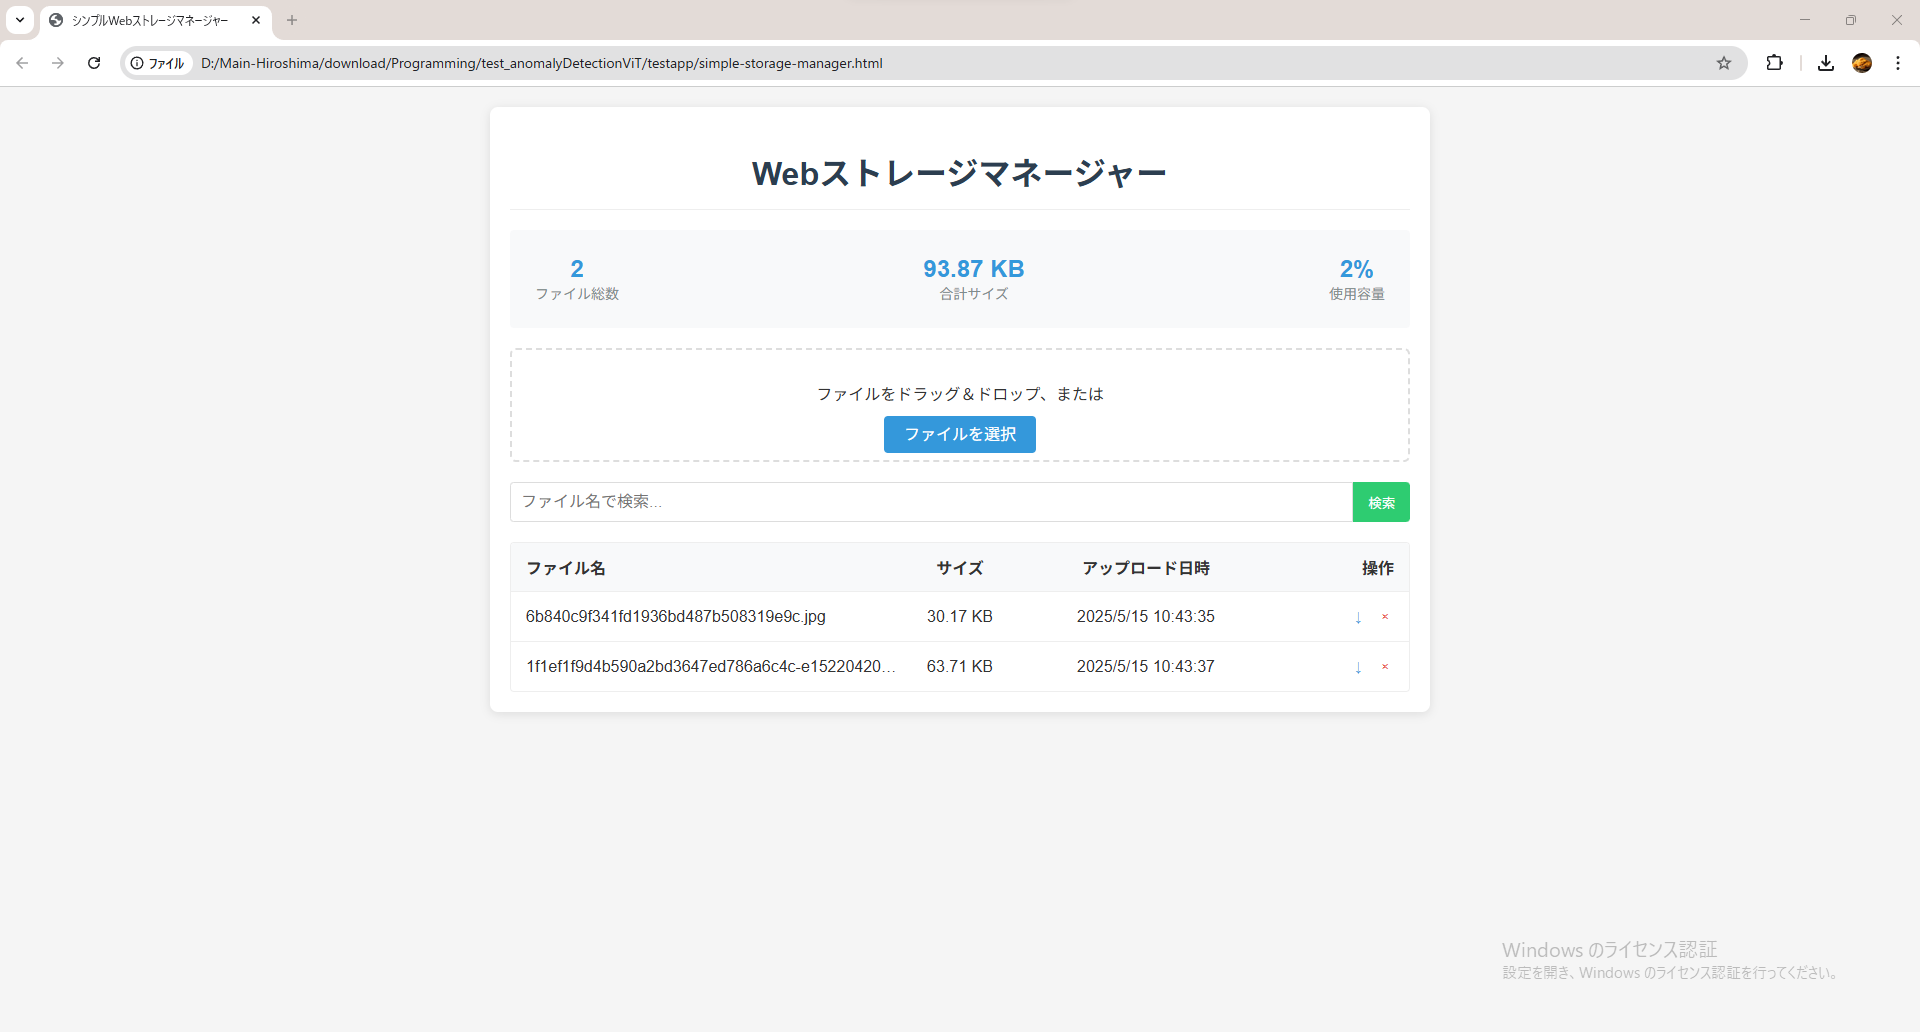 シンプルWebストレージマネージャー
ファイル
D:/Main-Hiroshima/download/Programming/test_anomalyDetectionViT/testapp/simple-storage-manager.html
Webストレージマネージャー
2 93.87 KB 2%
ファイル総数 合計サイズ 使用容量
ファイルをドラッグ＆ドロップ、または
ファイルを選択
ファイル名で検索... 検索
ファイル名 サイズ アップロード日時 操作
6b840c9f341fd1936bd487b508319e9c.jpg 30.17 KB 2025/5/15 10:43:35 ↓ ×
1f1ef1f9d4b590a2bd3647ed786a6c4c-e15220420... 63.71 KB 2025/5/15 10:43:37 ↓ ×
Windows のライセンス認証
設定を開き、Windows のライセンス認証を行ってください。